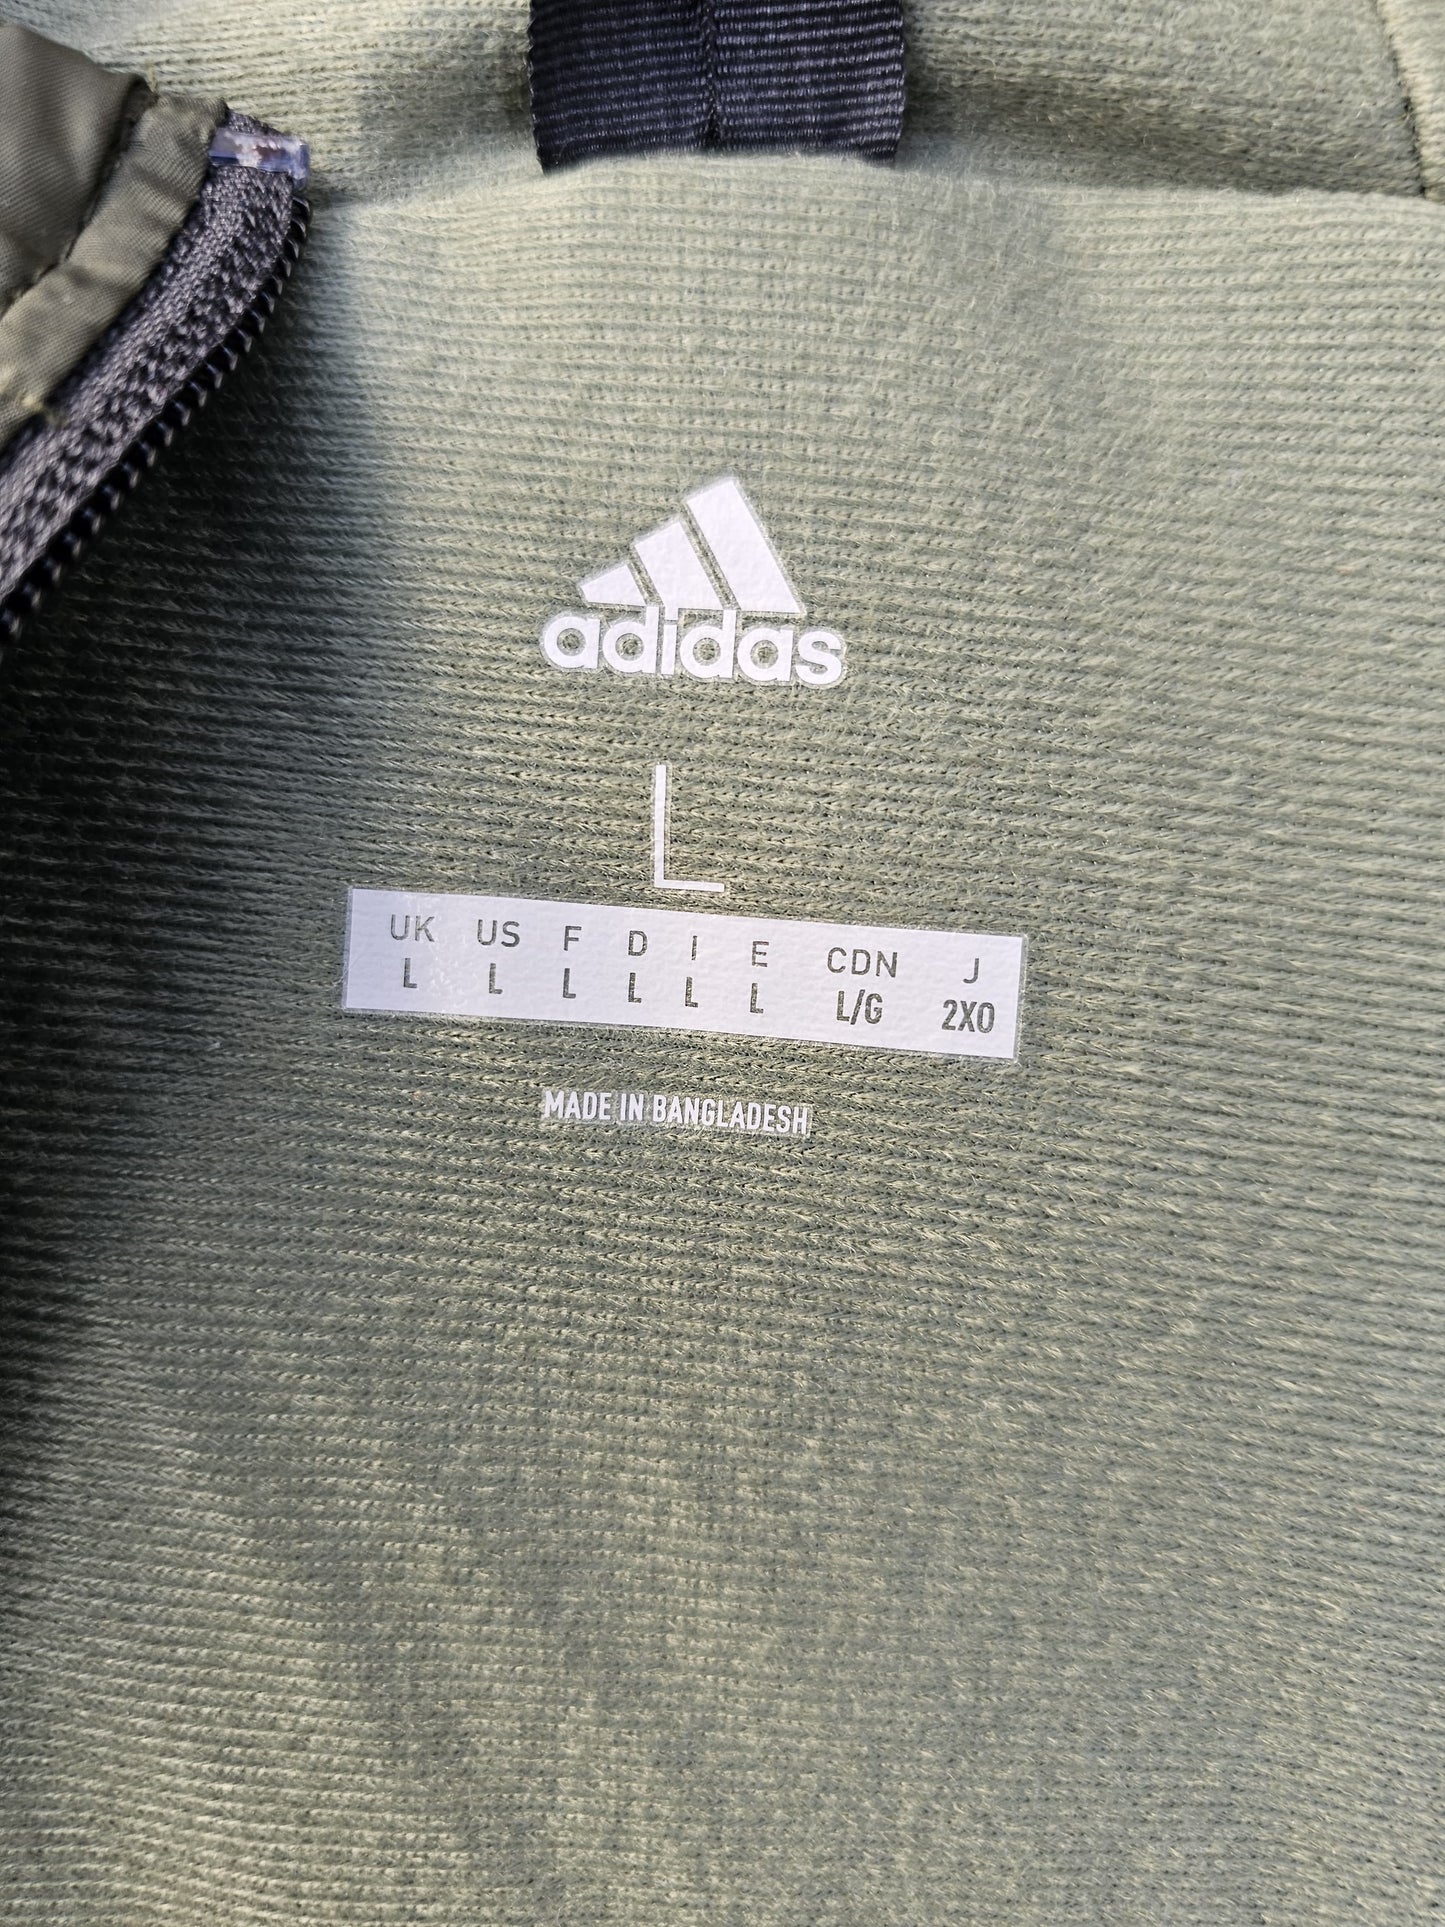 adidas
L
UK US F D I E CDN J
L L L L L L L/G 2XO
MADE IN BANGLADESH